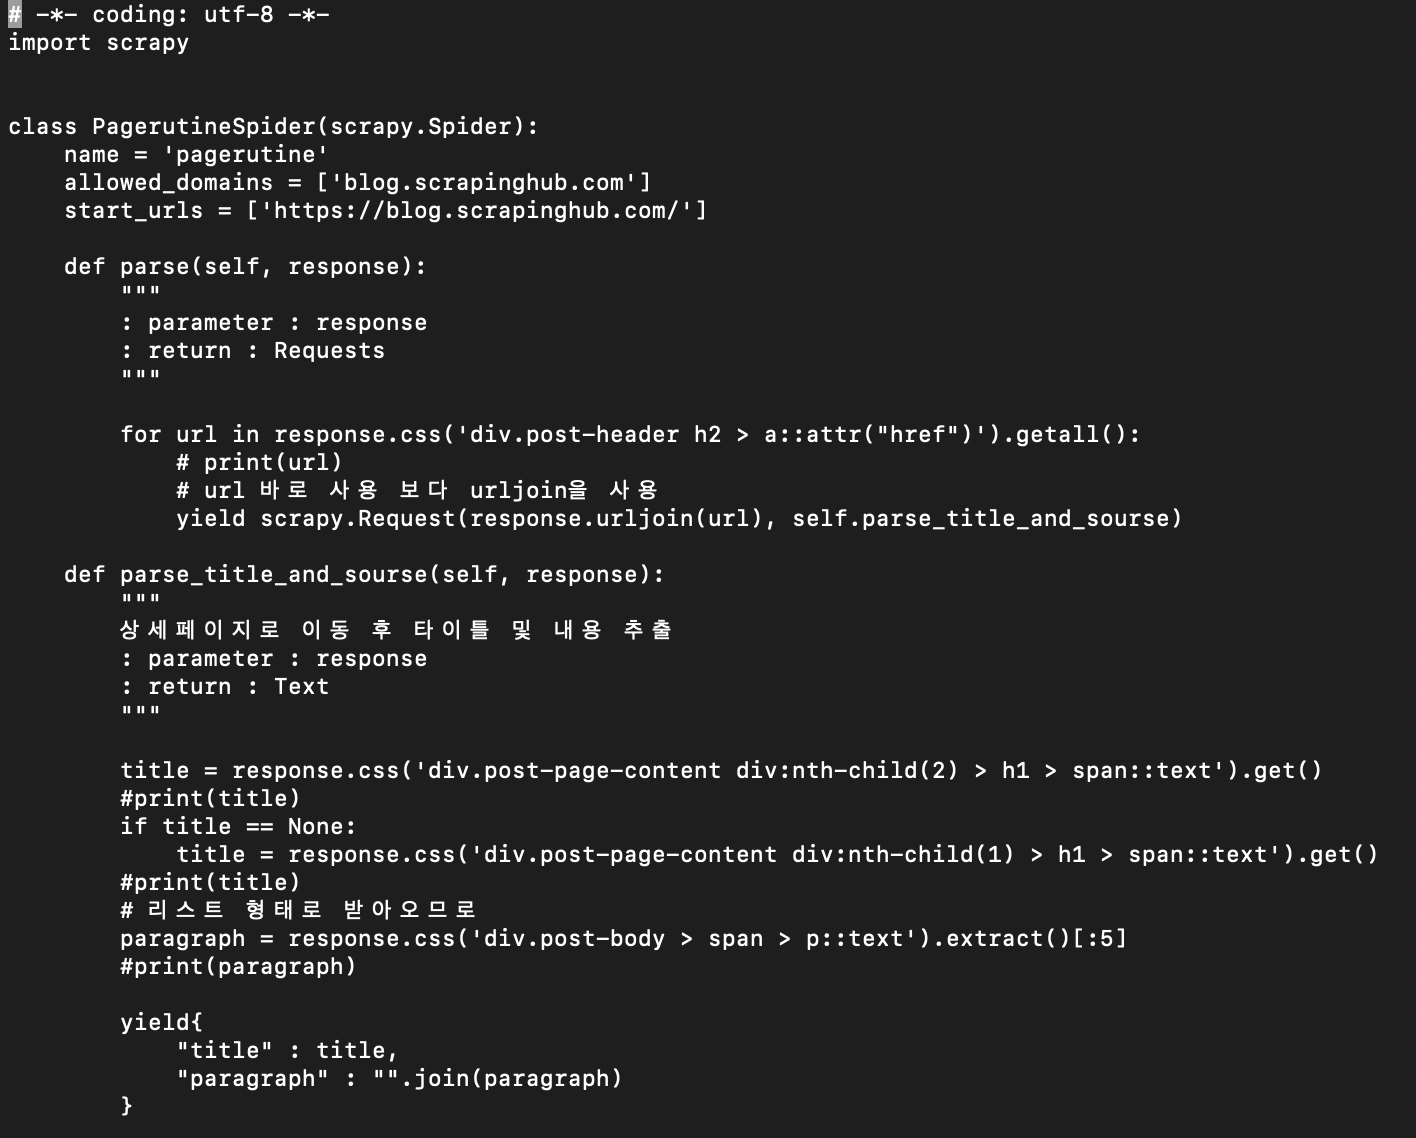 # -*- coding: utf-8 -*-
import scrapy
class PagerutineSpider(scrapy.Spider):
    name = 'pagerutine'
    allowed_domains = ['blog.scrapinghub.com']
    start_urls = ['https://blog.scrapinghub.com/']
    def parse(self, response):
        """
        : parameter : response
        : return : Requests
        """
        for url in response.css('div.post-header h2 > a::attr("href")').getall():
            # print(url)
            # url 바로 사용 보다 urljoin을 사용
            yield scrapy.Request(response.urljoin(url), self.parse_title_and_sourse)
    def parse_title_and_sourse(self, response):
        """
        상세페이지로 이동 후 타이틀 및 내용 추출
        : parameter : response
        : return : Text
        """
        title = response.css('div.post-page-content div:nth-child(2) > h1 > span::text').get()
        #print(title)
        if title == None:
            title = response.css('div.post-page-content div:nth-child(1) > h1 > span::text').get()
        #print(title)
        # 리스트 형태로 받아오므로
        paragraph = response.css('div.post-body > span > p::text').extract()[:5]
        #print(paragraph)
        yield{
            "title" : title,
            "paragraph" : "".join(paragraph)
        }